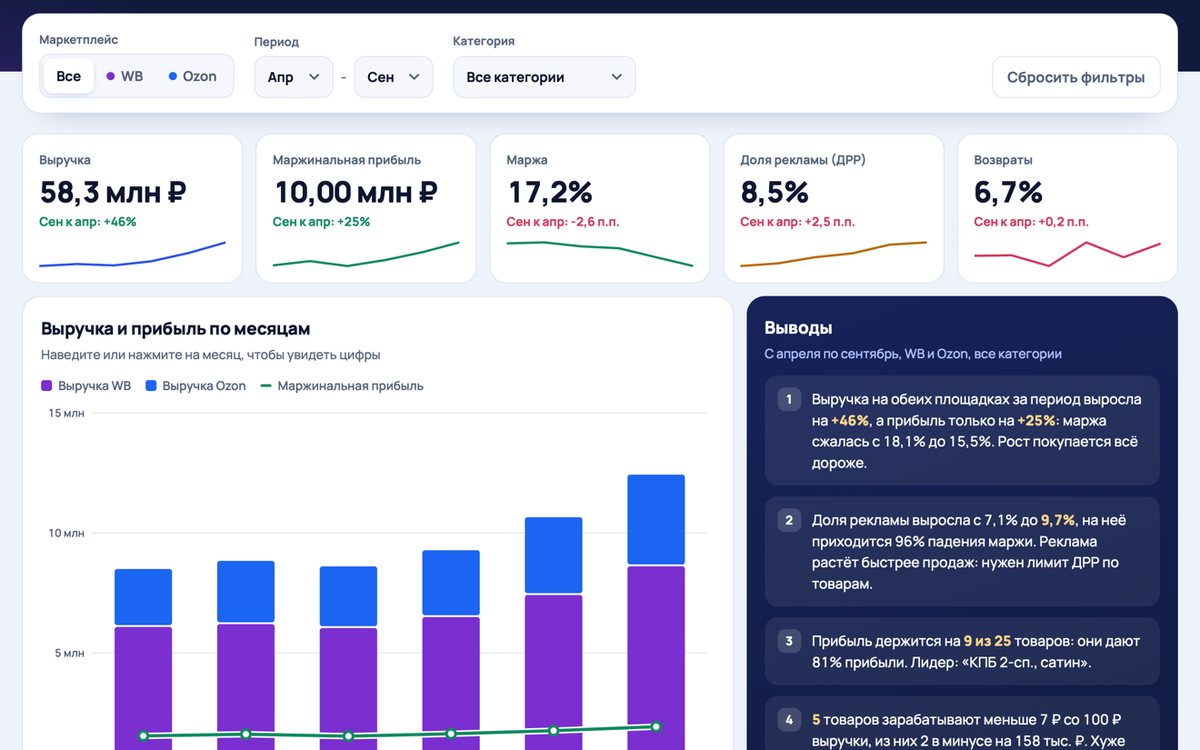 Маркетплейс
Период
Категория
Все
WB
Ozon
Апр
-
Сен
Все категории
Сбросить фильтры
Выручка
58,3 млн ₽
Сен к апр: +46%
Маржинальная прибыль
10,00 млн ₽
Сен к апр: +25%
Маржа
17,2%
Сен к апр: -2,6 п.п.
Доля рекламы (ДРР)
8,5%
Сен к апр: +2,5 п.п.
Возвраты
6,7%
Сен к апр: +0,2 п.п.
Выручка и прибыль по месяцам
Наведите или нажмите на месяц, чтобы увидеть цифры
Выручка WB
Выручка Ozon
Маржинальная прибыль
15 млн
10 млн
5 млн
Выводы
С апреля по сентябрь, WB и Ozon, все категории
1
Выручка на обеих площадках за период выросла
на +46%, а прибыль только на +25%: маржа
сжалась с 18,1% до 15,5%. Рост покупается всё
дороже.
2
Доля рекламы выросла с 7,1% до 9,7%, на неё
приходится 96% падения маржи. Реклама
растёт быстрее продаж: нужен лимит ДРР по
товарам.
3
Прибыль держится на 9 из 25 товаров: они дают
81% прибыли. Лидер: «КПБ 2-сп., сатин».
4
5 товаров зарабатывают меньше 7 ₽ со 100 ₽
выручки, из них 2 в минусе на 158 тыс. ₽. Хуже